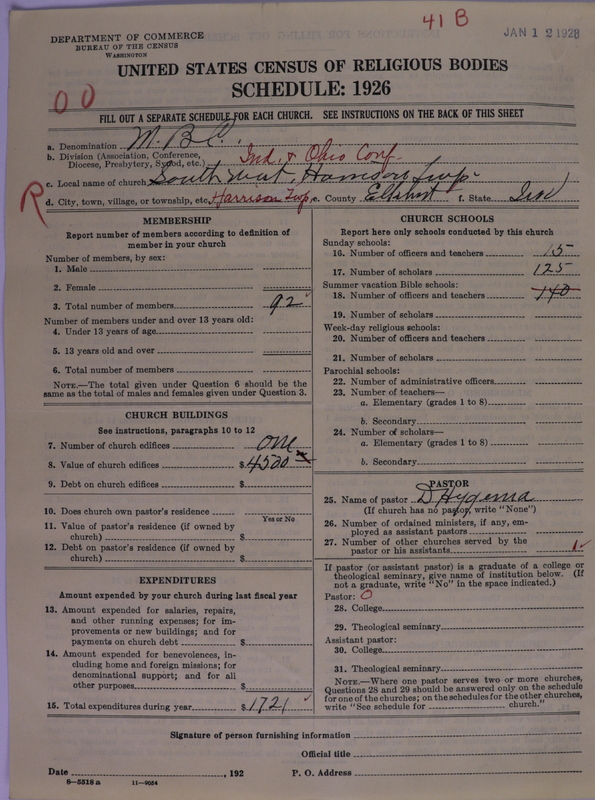 41 B
JAN 12 1928
DEPARTMENT OF COMMERCE
BUREAU OF THE CENSUS
WASHINGTON
UNITED STATES CENSUS OF RELIGIOUS BODIES
SCHEDULE: 1926
00
FILL OUT A SEPARATE SCHEDULE FOR EACH CHURCH. SEE INSTRUCTIONS ON THE BACK OF THIS SHEET
a. Denomination M. B. C.
b. Division (Association, Conference, Diocese, Presbytery, Synod, etc.) Ind. & Ohio Conf.
c. Local name of church South West Harrison Twp.
R
d. City, town, village, or township, etc. Harrison Twp. e. County Elkhart f. State Ind
MEMBERSHIP
Report number of members according to definition of member in your church
Number of members, by sex:
1. Male
2. Female
3. Total number of members 92
Number of members under and over 13 years old:
4. Under 13 years of age
5. 13 years old and over
6. Total number of members
NOTE.—The total given under Question 6 should be the same as the total of males and females given under Question 3.
CHURCH BUILDINGS
See instructions, paragraphs 10 to 12
7. Number of church edifices one
8. Value of church edifices $ 4500
9. Debt on church edifices $
10. Does church own pastor's residence
Yes or No
11. Value of pastor's residence (if owned by church) $
12. Debt on pastor's residence (if owned by church) $
EXPENDITURES
Amount expended by your church during last fiscal year
13. Amount expended for salaries, repairs, and other running expenses; for improvements or new buildings; and for payments on church debt $
14. Amount expended for benevolences, including home and foreign missions; for denominational support; and for all other purposes $
15. Total expenditures during year $ 1721
CHURCH SCHOOLS
Report here only schools conducted by this church
Sunday schools:
16. Number of officers and teachers 15
17. Number of scholars 125
Summer vacation Bible schools:
18. Number of officers and teachers 140
19. Number of scholars
Week-day religious schools:
20. Number of officers and teachers
21. Number of scholars
Parochial schools:
22. Number of administrative officers
23. Number of teachers—
a. Elementary (grades 1 to 8)
b. Secondary
24. Number of scholars—
a. Elementary (grades 1 to 8)
b. Secondary
PASTOR
25. Name of pastor D Hygema
(If church has no pastor, write "None")
26. Number of ordained ministers, if any, employed as assistant pastors
27. Number of other churches served by the pastor or his assistants 1
If pastor (or assistant pastor) is a graduate of a college or theological seminary, give name of institution below. (If not a graduate, write "No" in the space indicated.)
Pastor: 0
28. College
29. Theological seminary
Assistant pastor:
30. College
31. Theological seminary
NOTE.—Where one pastor serves two or more churches, Questions 28 and 29 should be answered only on the schedule for one of the churches; on the schedules for the other churches, write "See schedule for church."
Signature of person furnishing information
Official title
Date , 192 P. O. Address
8—5518 a 11—9054